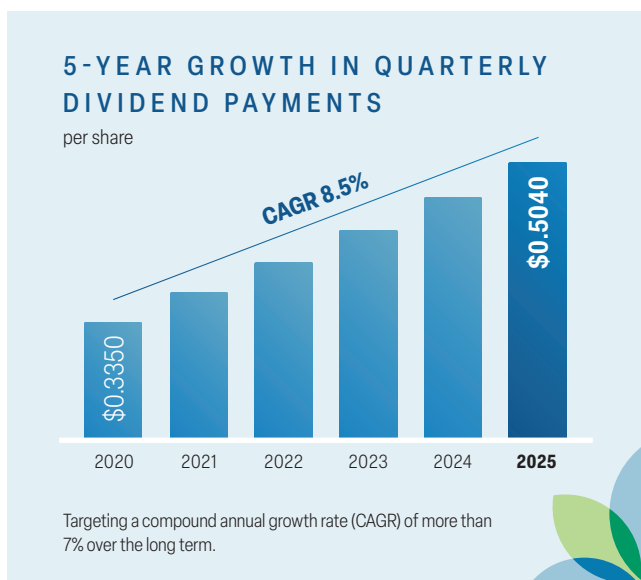 5-YEAR GROWTH IN QUARTERLY
DIVIDEND PAYMENTS
per share
CAGR 8.5%
$0.3350
$0.5040
2020 2021 2022 2023 2024 2025
Targeting a compound annual growth rate (CAGR) of more than
7% over the long term.